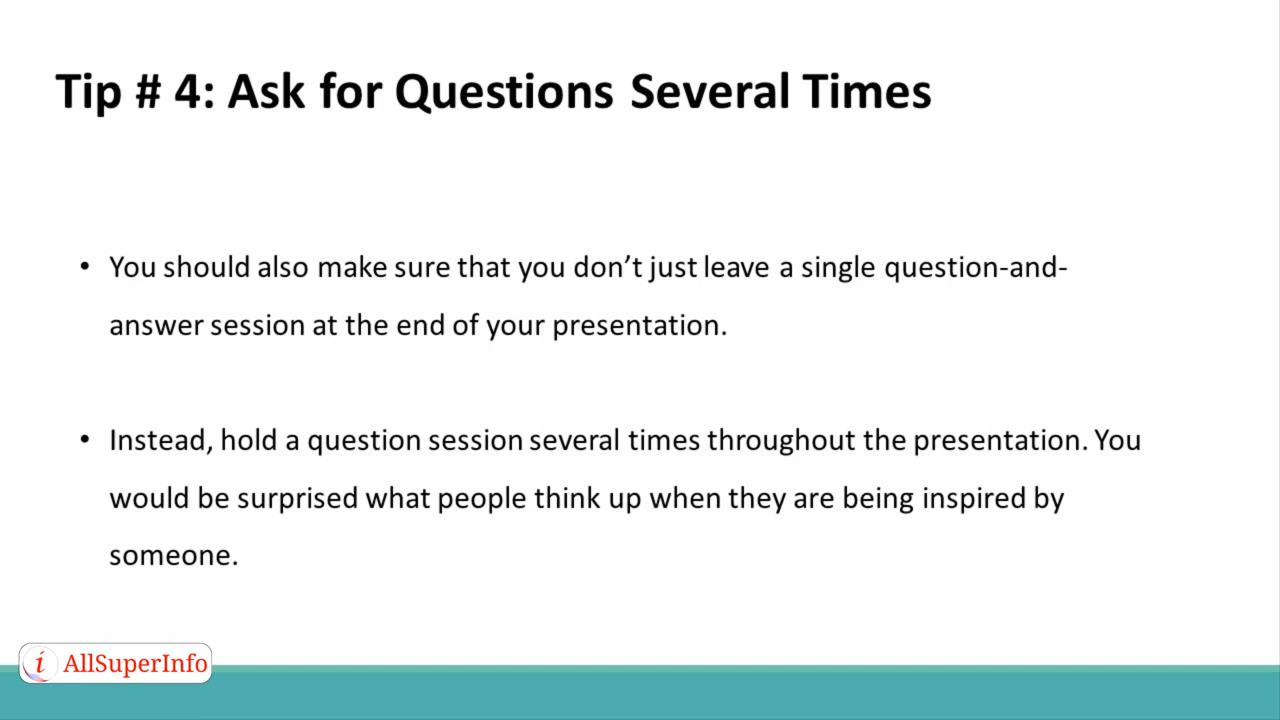 Tip # 4: Ask for Questions Several Times
• You should also make sure that you don’t just leave a single question-and-
answer session at the end of your presentation.
• Instead, hold a question session several times throughout the presentation. You
would be surprised what people think up when they are being inspired by
someone.
i AllSuperInfo